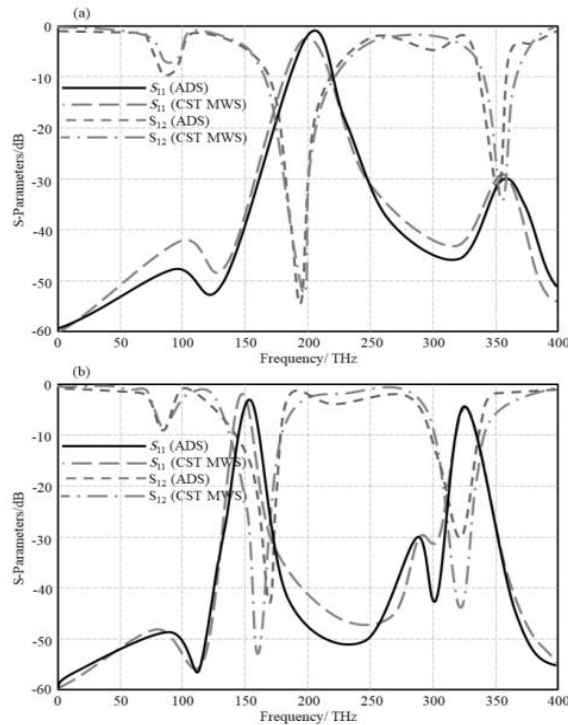 (a)
0
-10
-20
-30
-40
-50
-60
S-Parameters/dB
S₁₁ (ADS)
S₁₁ (CST MWS)
S₁₂ (ADS)
S₁₂ (CST MWS)
0 50 100 150 200 250 300 350 400
Frequency/ THz
(b)
0
-10
-20
-30
-40
-50
-60
S-Parameters/dB
S₁₁ (ADS)
S₁₁ (CST MWS)
S₁₂ (ADS)
S₁₂ (CST MWS)
0 50 100 150 200 250 300 350 400
Frequency/ THz